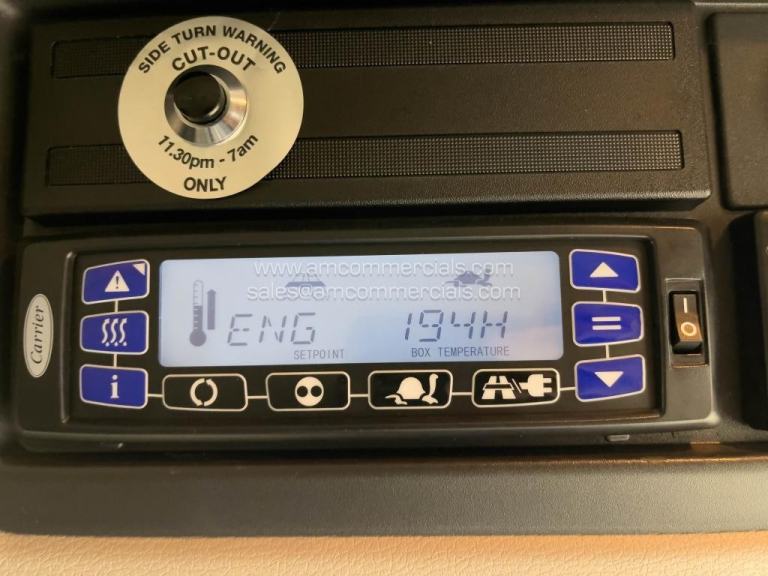 SIDE TURN WARNING
CUT-OUT
11.30pm - 7am
ONLY
www.amcommercials.com
sales@amcommercials.com
ENG 194H
SETPOINT BOX TEMPERATURE
Carrier
i
I
O